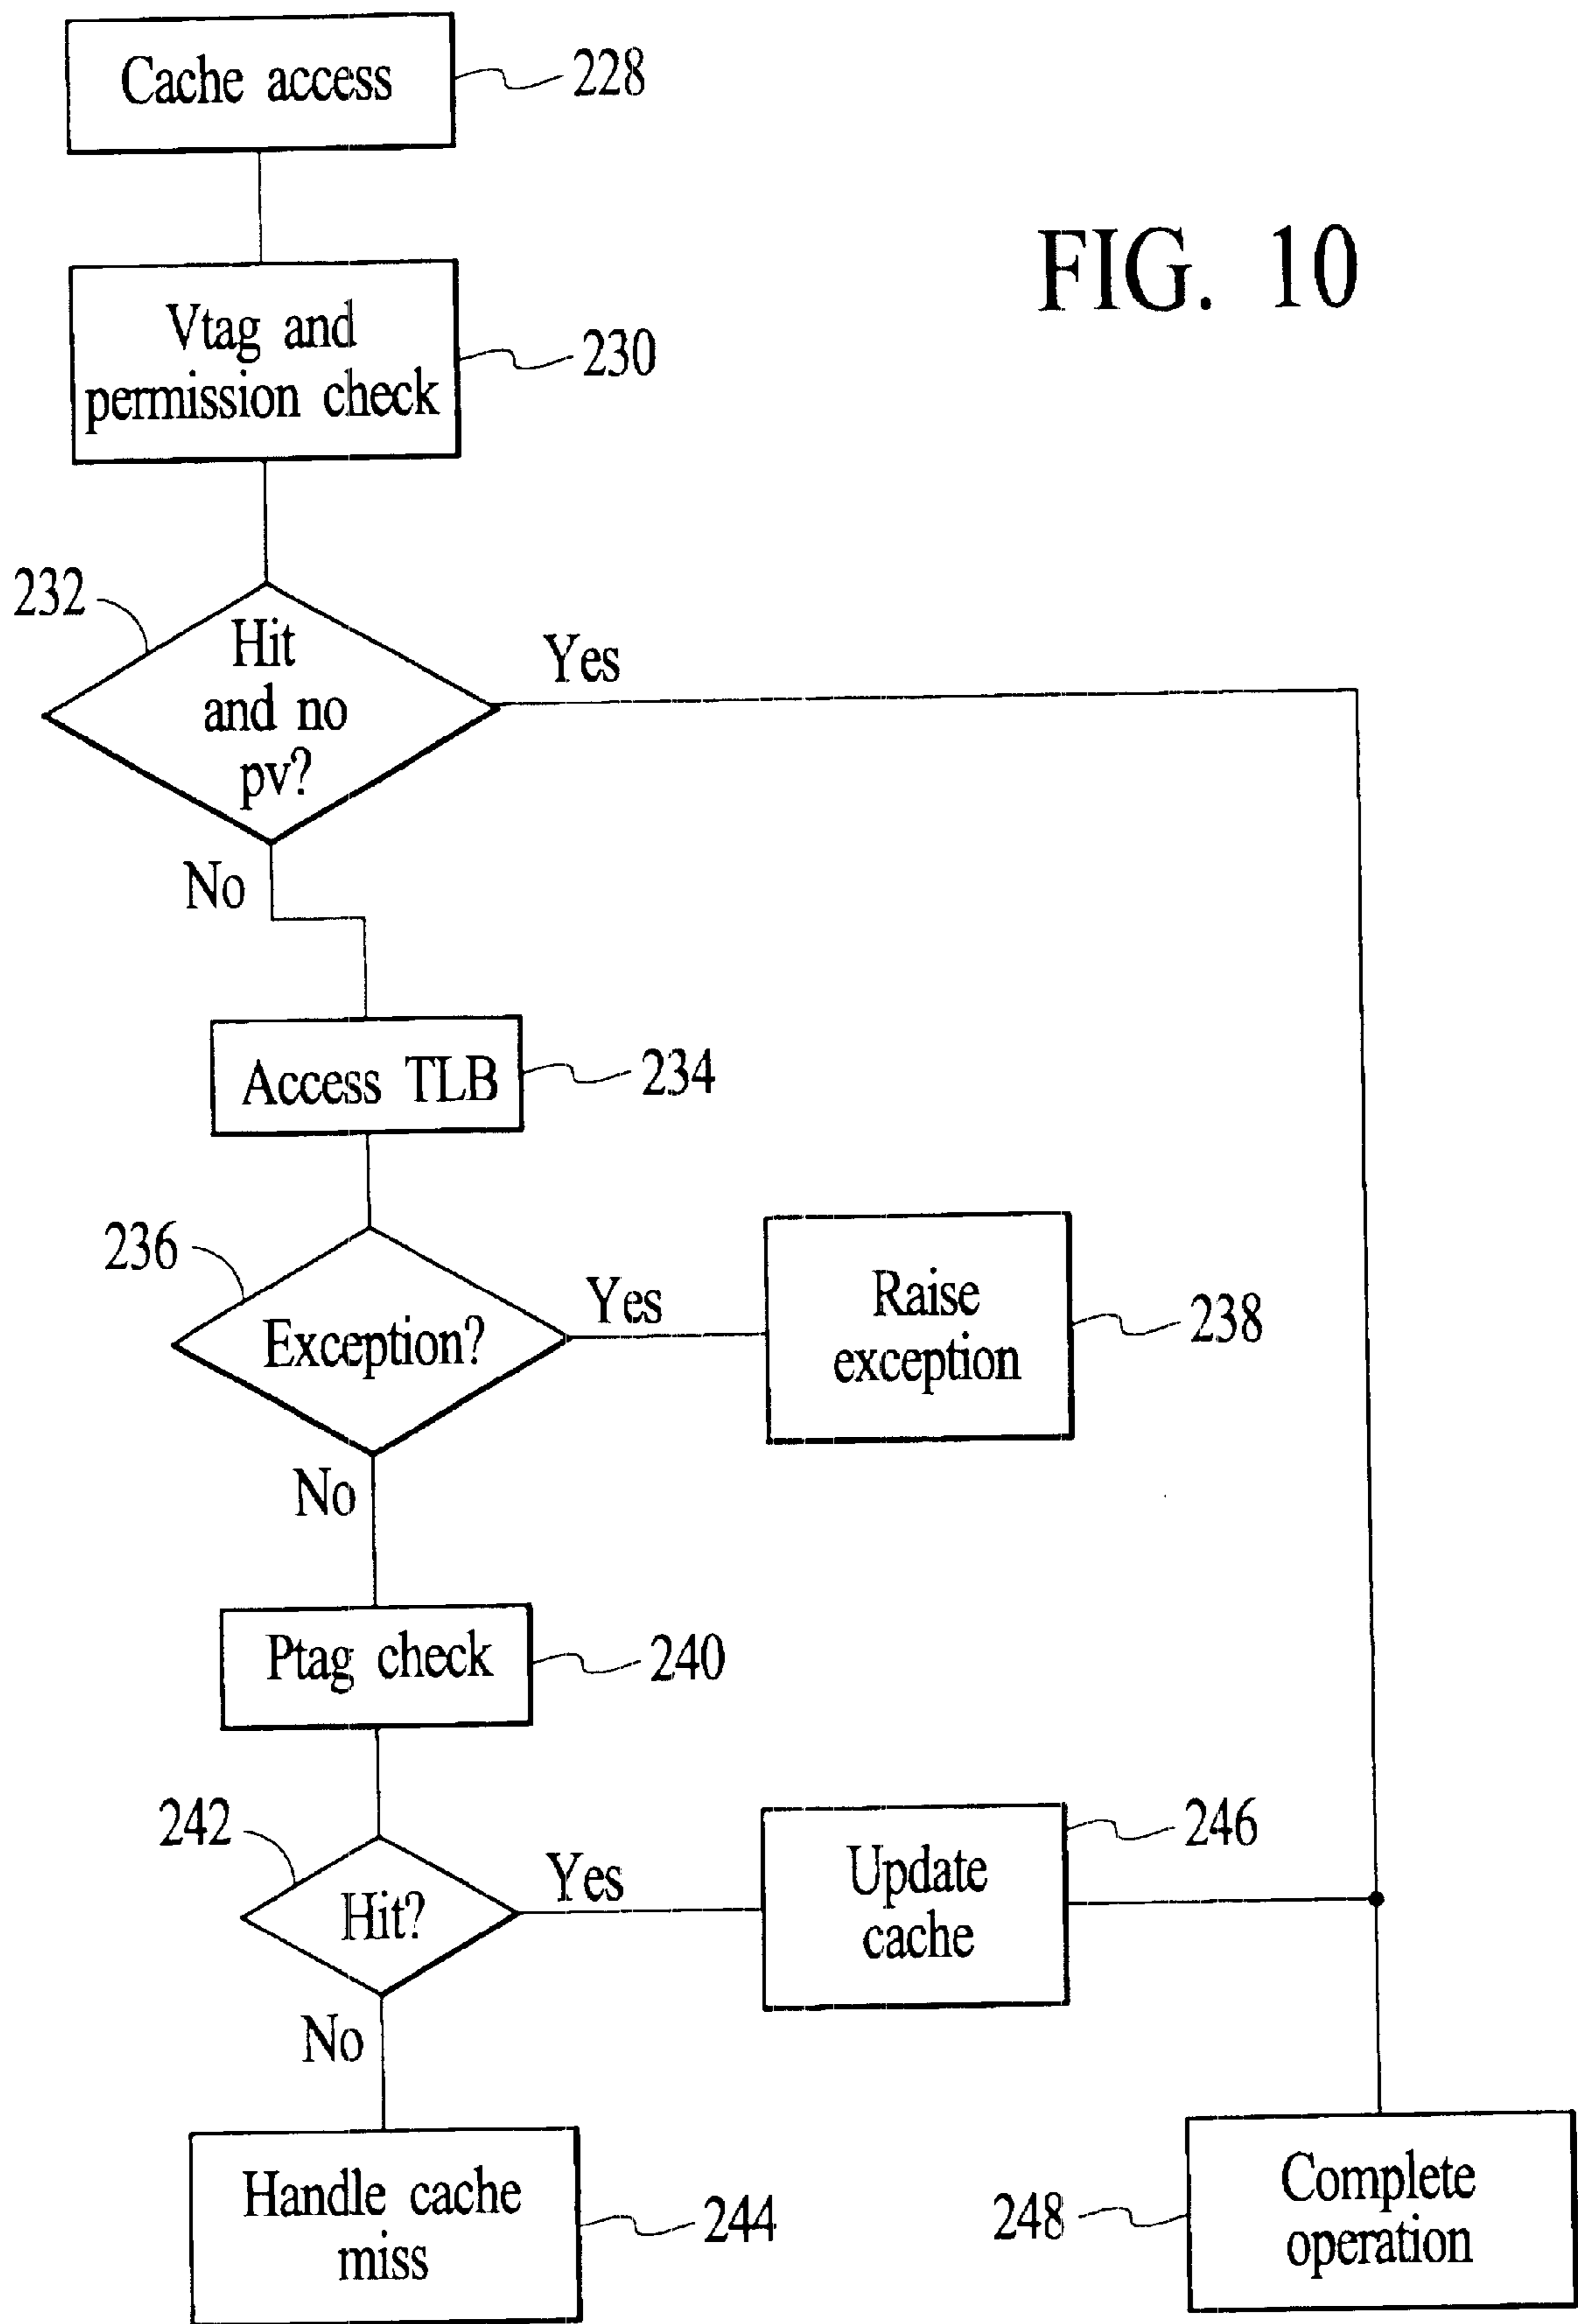 Cache access
228
FIG. 10
Vtag and
permission check
230
232
Hit
and no
pv?
Yes
No
Access TLB
234
236
Exception?
Yes
Raise
exception
238
No
Ptag check
240
242
Hit?
Yes
Update
cache
246
No
Handle cache
miss
244
248
Complete
operation